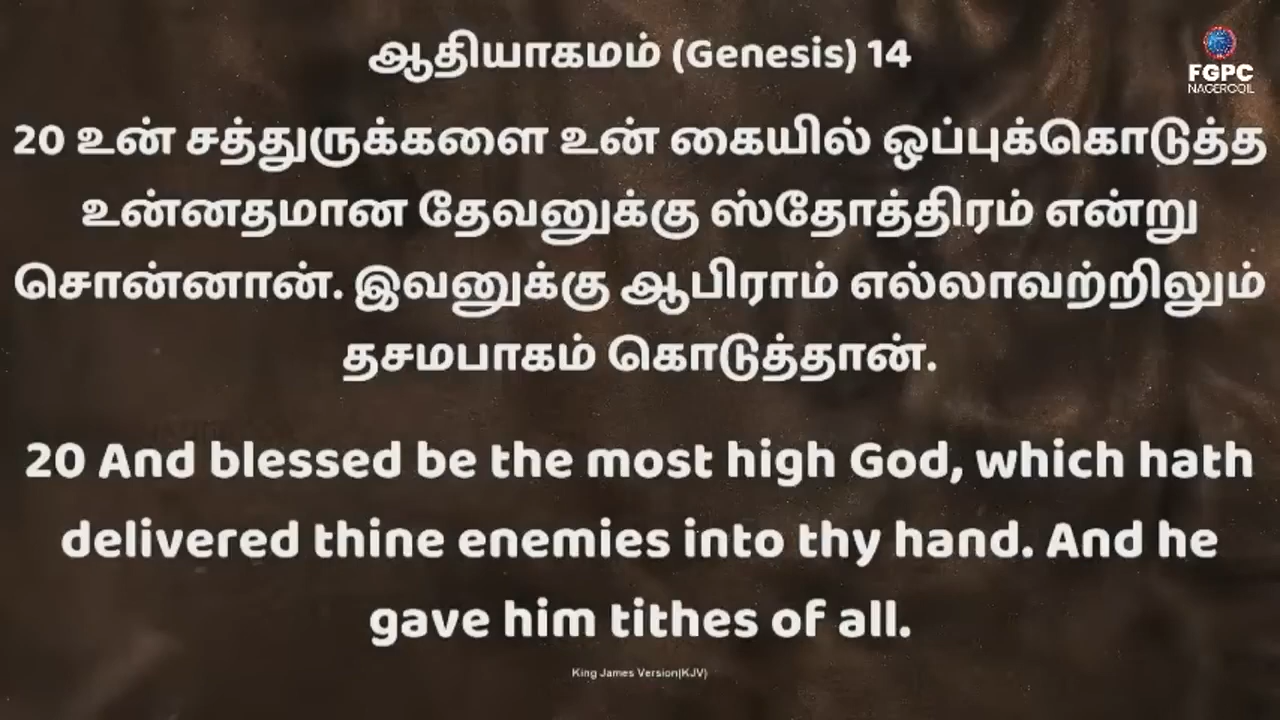 ஆதியாகமம் (Genesis) 14
FGPC
NAGERCOIL
20 உன் சத்துருக்களை உன் கையில் ஒப்புக்கொடுத்த
உன்னதமான தேவனுக்கு ஸ்தோத்திரம் என்று
சொன்னான். இவனுக்கு ஆபிராம் எல்லாவற்றிலும்
தசமபாகம் கொடுத்தான்.
20 And blessed be the most high God, which hath
delivered thine enemies into thy hand. And he
gave him tithes of all.
King James Version(KJV)